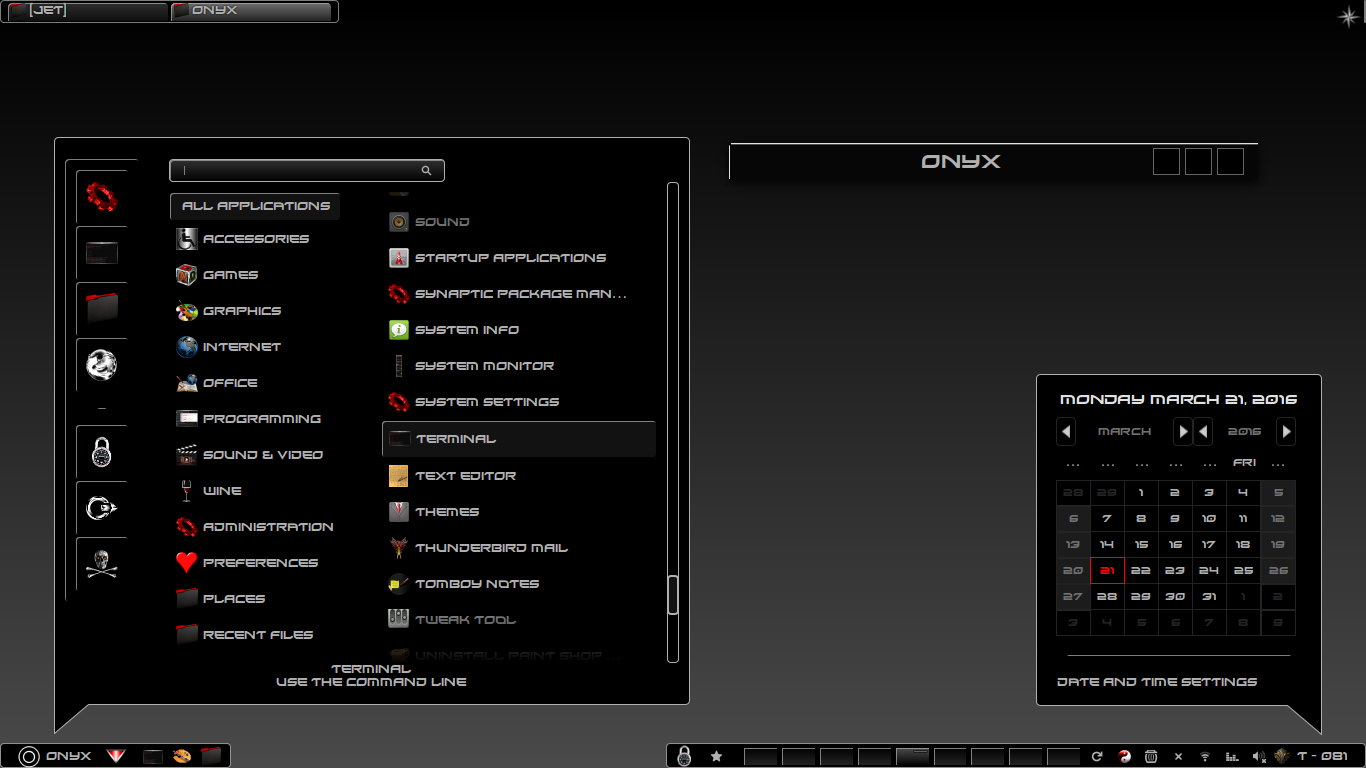 [JET]
ONYX
ALL APPLICATIONS
ACCESSORIES
GAMES
GRAPHICS
INTERNET
OFFICE
PROGRAMMING
SOUND & VIDEO
WINE
ADMINISTRATION
PREFERENCES
PLACES
RECENT FILES
SOUND
STARTUP APPLICATIONS
SYNAPTIC PACKAGE MAN...
SYSTEM INFO
SYSTEM MONITOR
SYSTEM SETTINGS
TERMINAL
TEXT EDITOR
THEMES
THUNDERBIRD MAIL
TOMBOY NOTES
TWEAK TOOL
UNINSTALL PAINT SHOP ...
TERMINAL
USE THE COMMAND LINE
ONYX
MONDAY MARCH 21, 2016
MARCH 2016
... ... ... ... ... FRI ...
28 29 1 2 3 4 5
6 7 8 9 10 11 12
13 14 15 16 17 18 19
20 21 22 23 24 25 26
27 28 29 30 31 1 2
3 4 5 6 7 8 9
DATE AND TIME SETTINGS
ONYX
T - 081